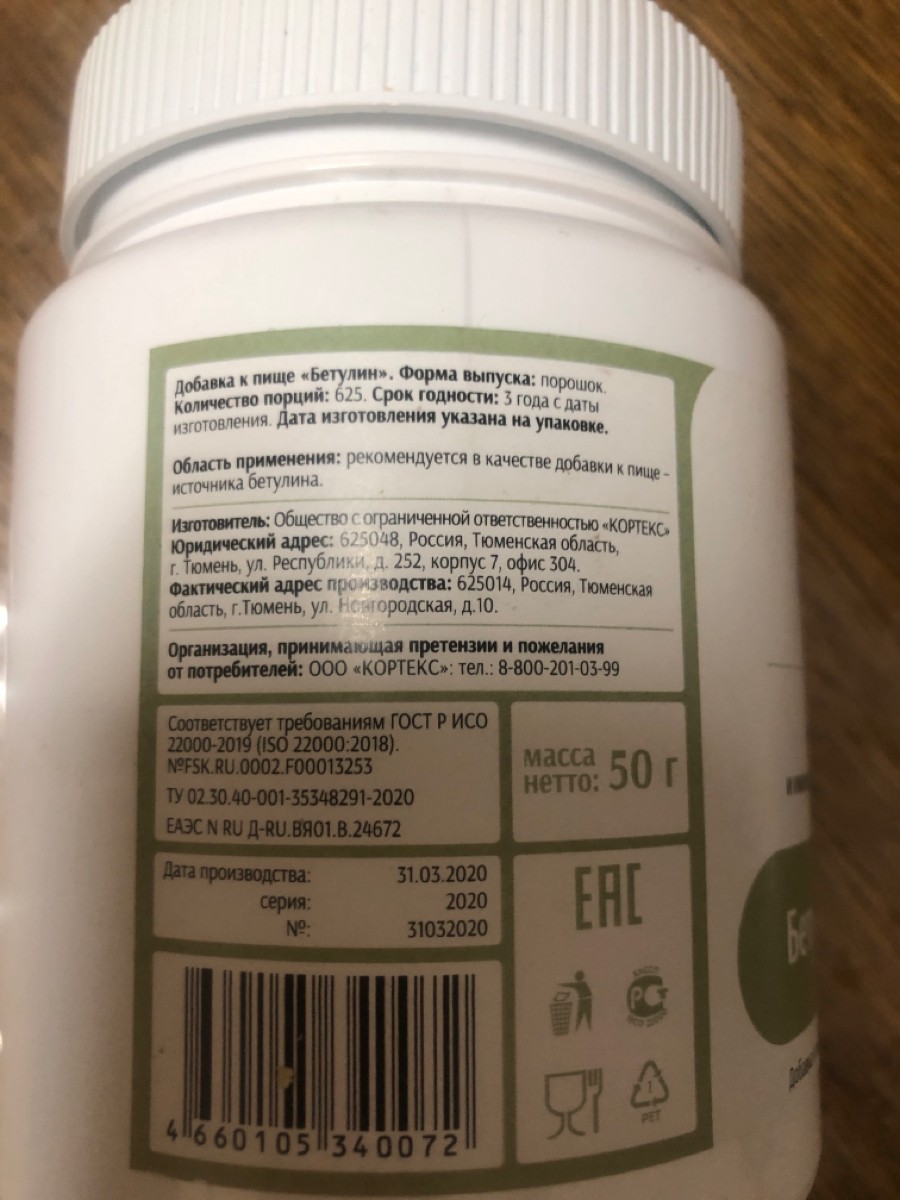 Добавка к пище «Бетулин». Форма выпуска: порошок.
Количество порций: 625. Срок годности: 3 года с даты
изготовления. Дата изготовления указана на упаковке.
Область применения: рекомендуется в качестве добавки к пище –
источника бетулина.
Изготовитель: Общество с ограниченной ответственностью «КОРТЕКС»
Юридический адрес: 625048, Россия, Тюменская область,
г. Тюмень, ул. Республики, д. 252, корпус 7, офис 304.
Фактический адрес производства: 625014, Россия, Тюменская
область, г.Тюмень, ул. Новгородская, д.10.
Организация, принимающая претензии и пожелания
от потребителей: ООО «КОРТЕКС»: тел.: 8-800-201-03-99
Соответствует требованиям ГОСТ Р ИСО
22000-2019 (ISO 22000:2018).
№FSK.RU.0002.F00013253
ТУ 02.30.40-001-35348291-2020
ЕАЭС N RU Д-RU.ВЯ01.В.24672
масса
нетто: 50 г
Дата производства: 31.03.2020
серия: 2020
№: 31032020
EAC
РСТ
1
PET
4 660105 340072